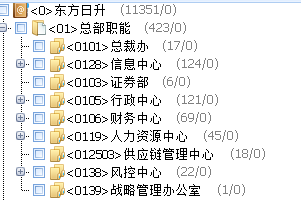 <0>东方日升 (11351/0)
<01>总部职能 (423/0)
<0101>总裁办 (17/0)
<0128>信息中心 (124/0)
<0103>证券部 (6/0)
<0105>行政中心 (121/0)
<0106>财务中心 (69/0)
<0119>人力资源中心 (45/0)
<012503>供应链管理中心 (18/0)
<0138>风控中心 (22/0)
<0139>战略管理办公室 (1/0)